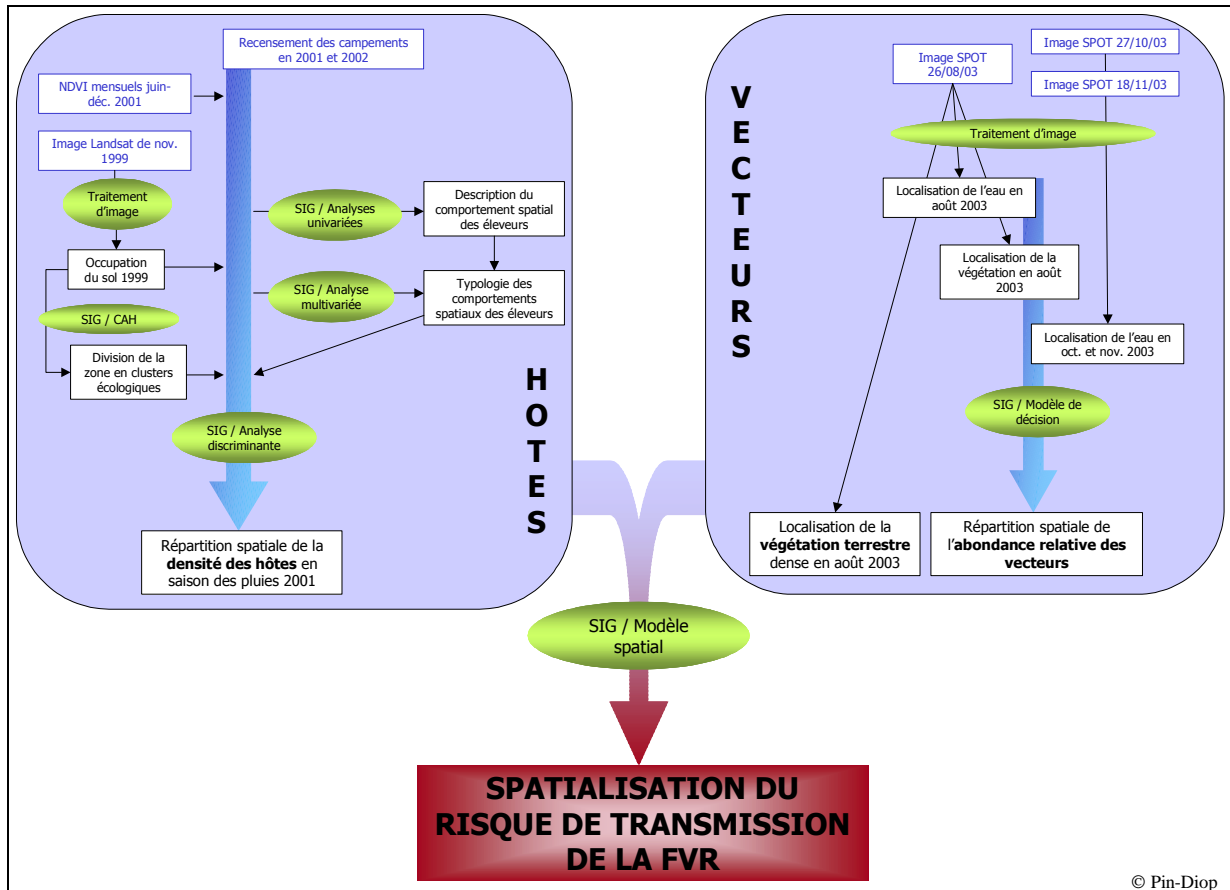 Recensement des campements
en 2001 et 2002
NDVI mensuels juin-
déc. 2001
Image Landsat de nov.
1999
Traitement
d'image
Occupation
du sol 1999
SIG / CAH
Division de la
zone en clusters
écologiques
SIG / Analyses
univariées
Description du
comportement spatial
des éleveurs
SIG / Analyse
multivariée
Typologie des
comportements
spatiaux des éleveurs
SIG / Analyse
discriminante
Répartition spatiale de la
densité des hôtes en
saison des pluies 2001
H
O
T
E
S
V
E
C
T
E
U
R
S
Image SPOT
26/08/03
Image SPOT 27/10/03
Image SPOT 18/11/03
Traitement d'image
Localisation de l'eau en
août 2003
Localisation de la
végétation en août
2003
Localisation de l'eau en
oct. et nov. 2003
SIG / Modèle de
décision
Localisation de la
végétation terrestre
dense en août 2003
Répartition spatiale de
l'abondance relative des
vecteurs
SIG / Modèle
spatial
SPATIALISATION DU
RISQUE DE TRANSMISSION
DE LA FVR
© Pin-Diop